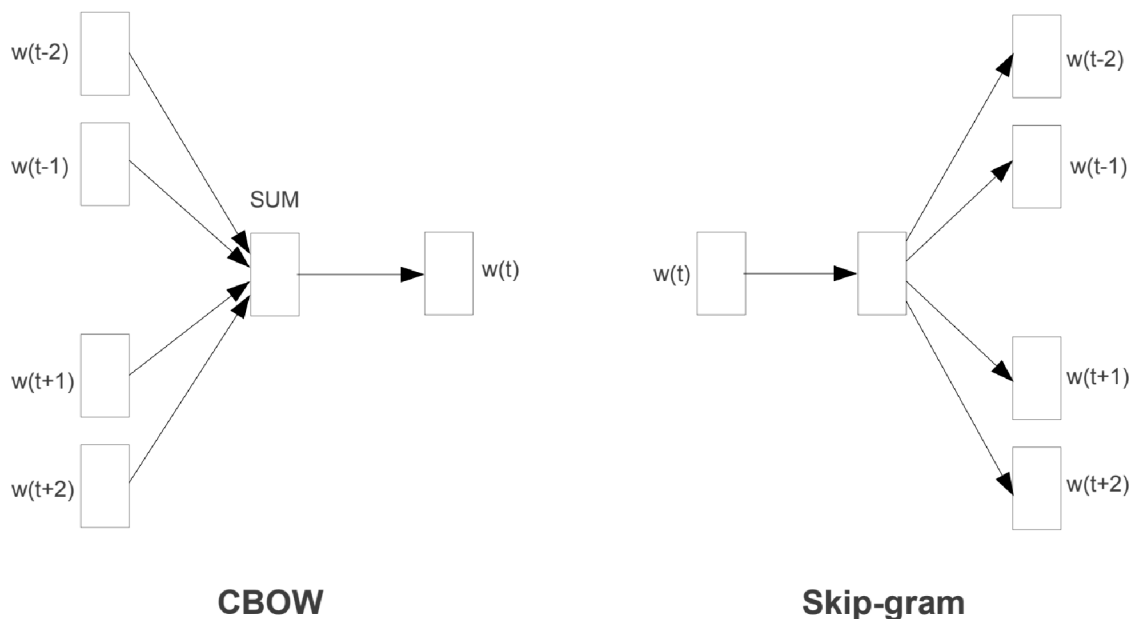 w(t-2)
w(t-1)
SUM
w(t)
w(t+1)
w(t+2)
CBOW
w(t-2)
w(t-1)
w(t)
w(t+1)
w(t+2)
Skip-gram